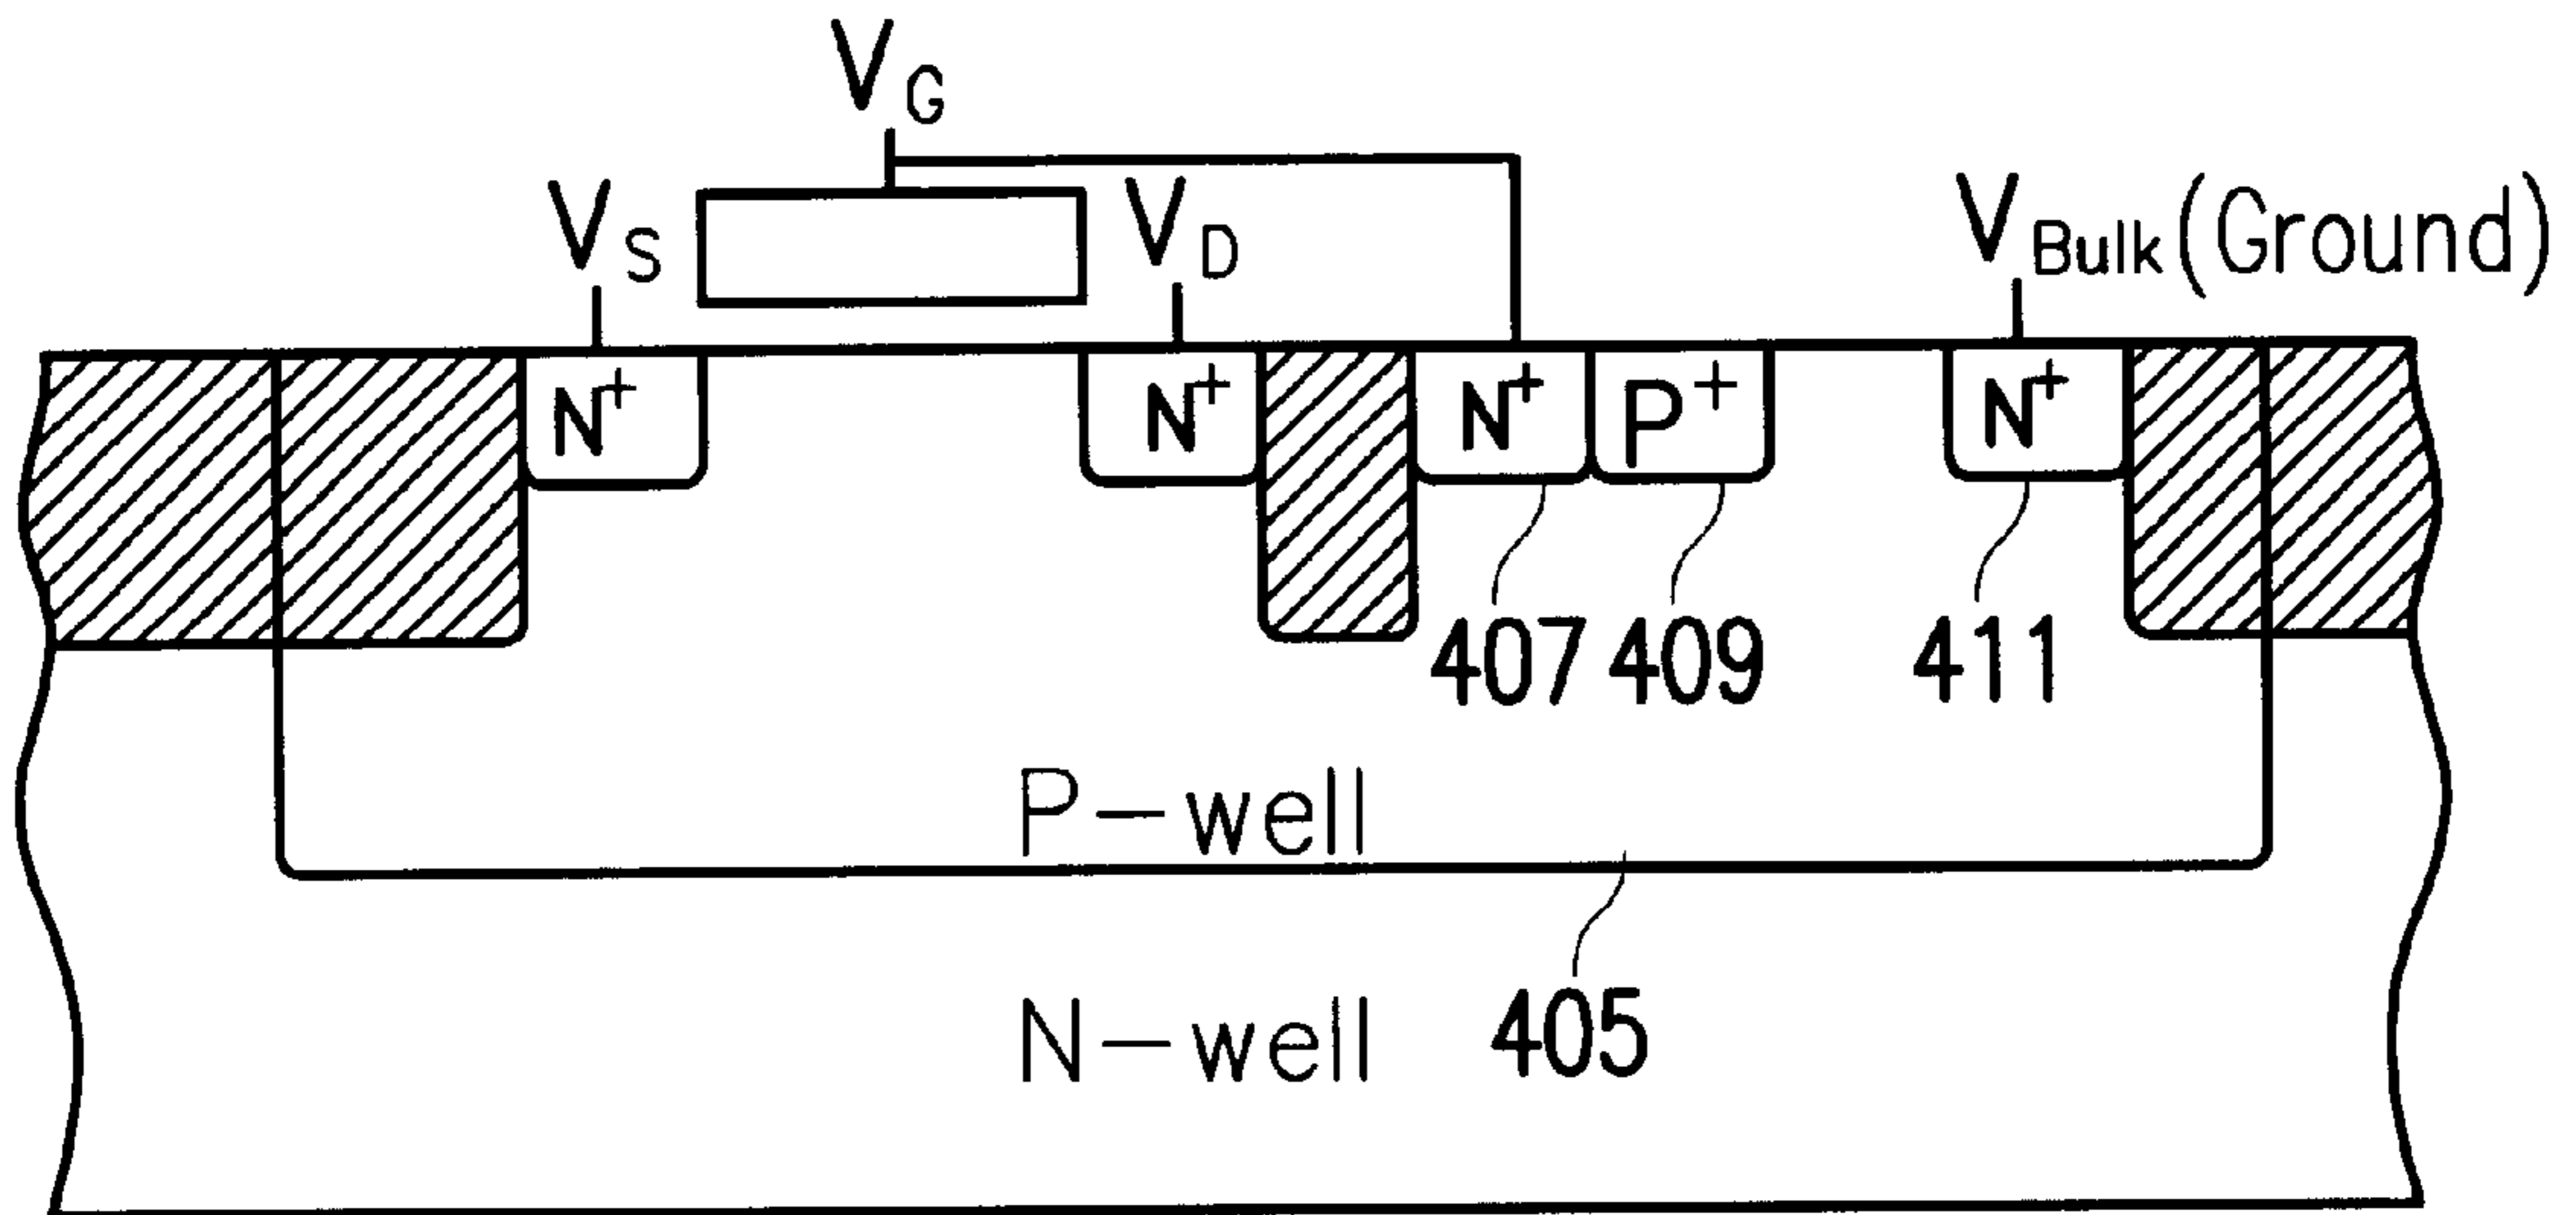 V_G
V_S
V_D
V_Bulk (Ground)
N+
N+
N+
P+
N+
407
409
411
P-well
N-well
405